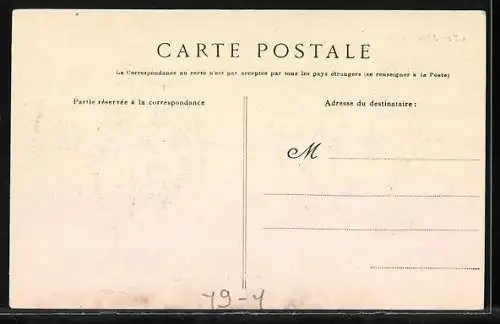 CARTE POSTALE
La Correspondance au recto n'est pas acceptée par tous les pays étrangers (se renseigner à la Poste)
Partie réservée à la correspondance
Adresse du destinataire :
M
79-7